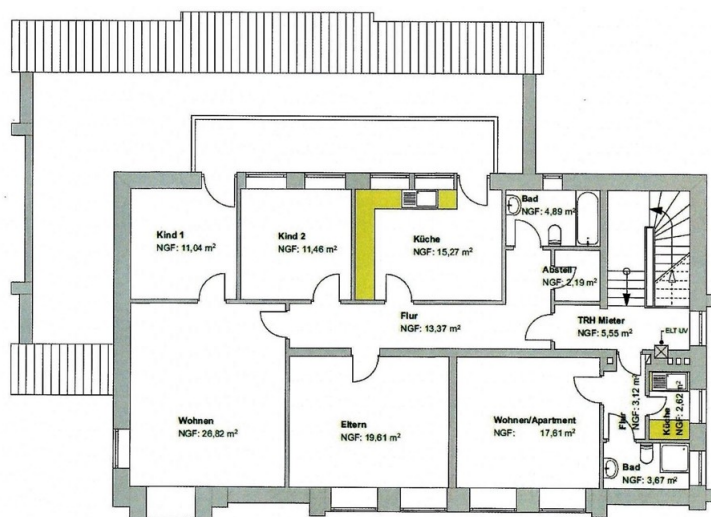 Bad
NGF: 4,89 m²
Kind 1
NGF: 11,04 m²
Kind 2
NGF: 11,46 m²
Küche
NGF: 15,27 m²
Abstell
NGF: 2,19 m²
Flur
NGF: 13,37 m²
TRH Mieter
NGF: 5,55 m²
ELT UV
Wohnen
NGF: 26,82 m²
Eltern
NGF: 19,61 m²
Wohnen/Apartment
NGF: 17,61 m²
Flur
NGF: 3,12 m²
Küche
NGF: 2,62 m²
Bad
NGF: 3,67 m²